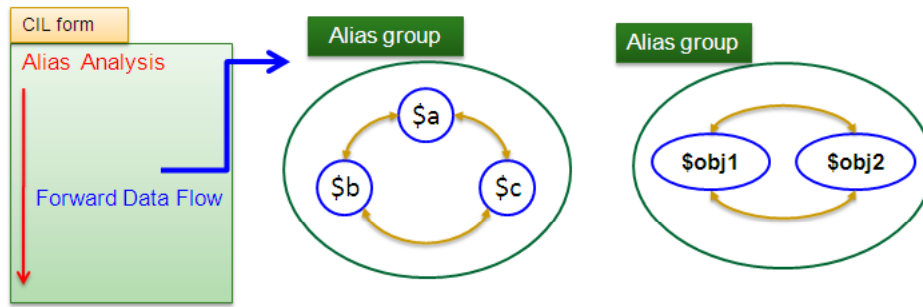 CIL form
Alias Analysis
Forward Data Flow
Alias group
$a
$b
$c
Alias group
$obj1
$obj2